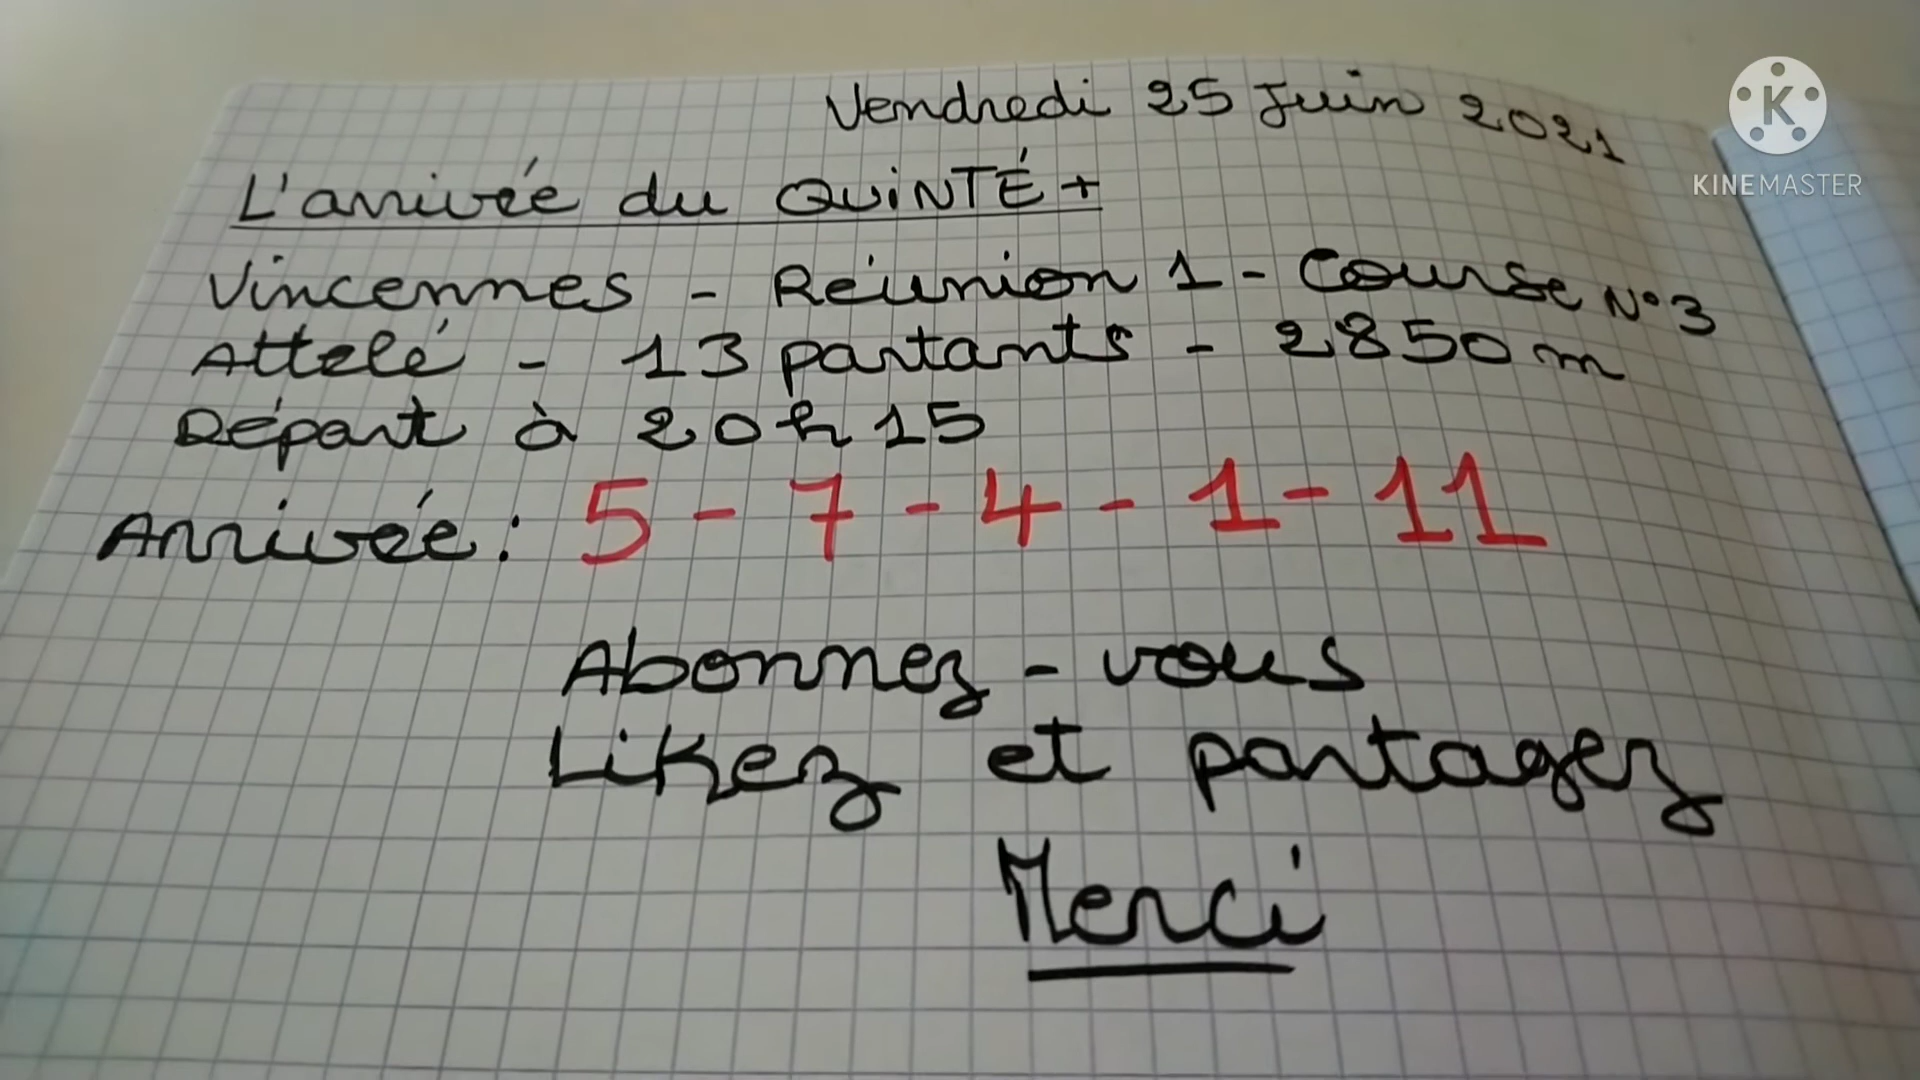 Vendredi 25 Juin 2021
L'arrivée du QUiNTÉ +
Vincennes - Réunion 1 - Course N°3
Attelé - 13 partants - 2850 m
Départ à 20h15
Arrivée : 5 - 7 - 4 - 1 - 11
Abonnez - vous
Likez et partagez
Merci
K
KINEMASTER